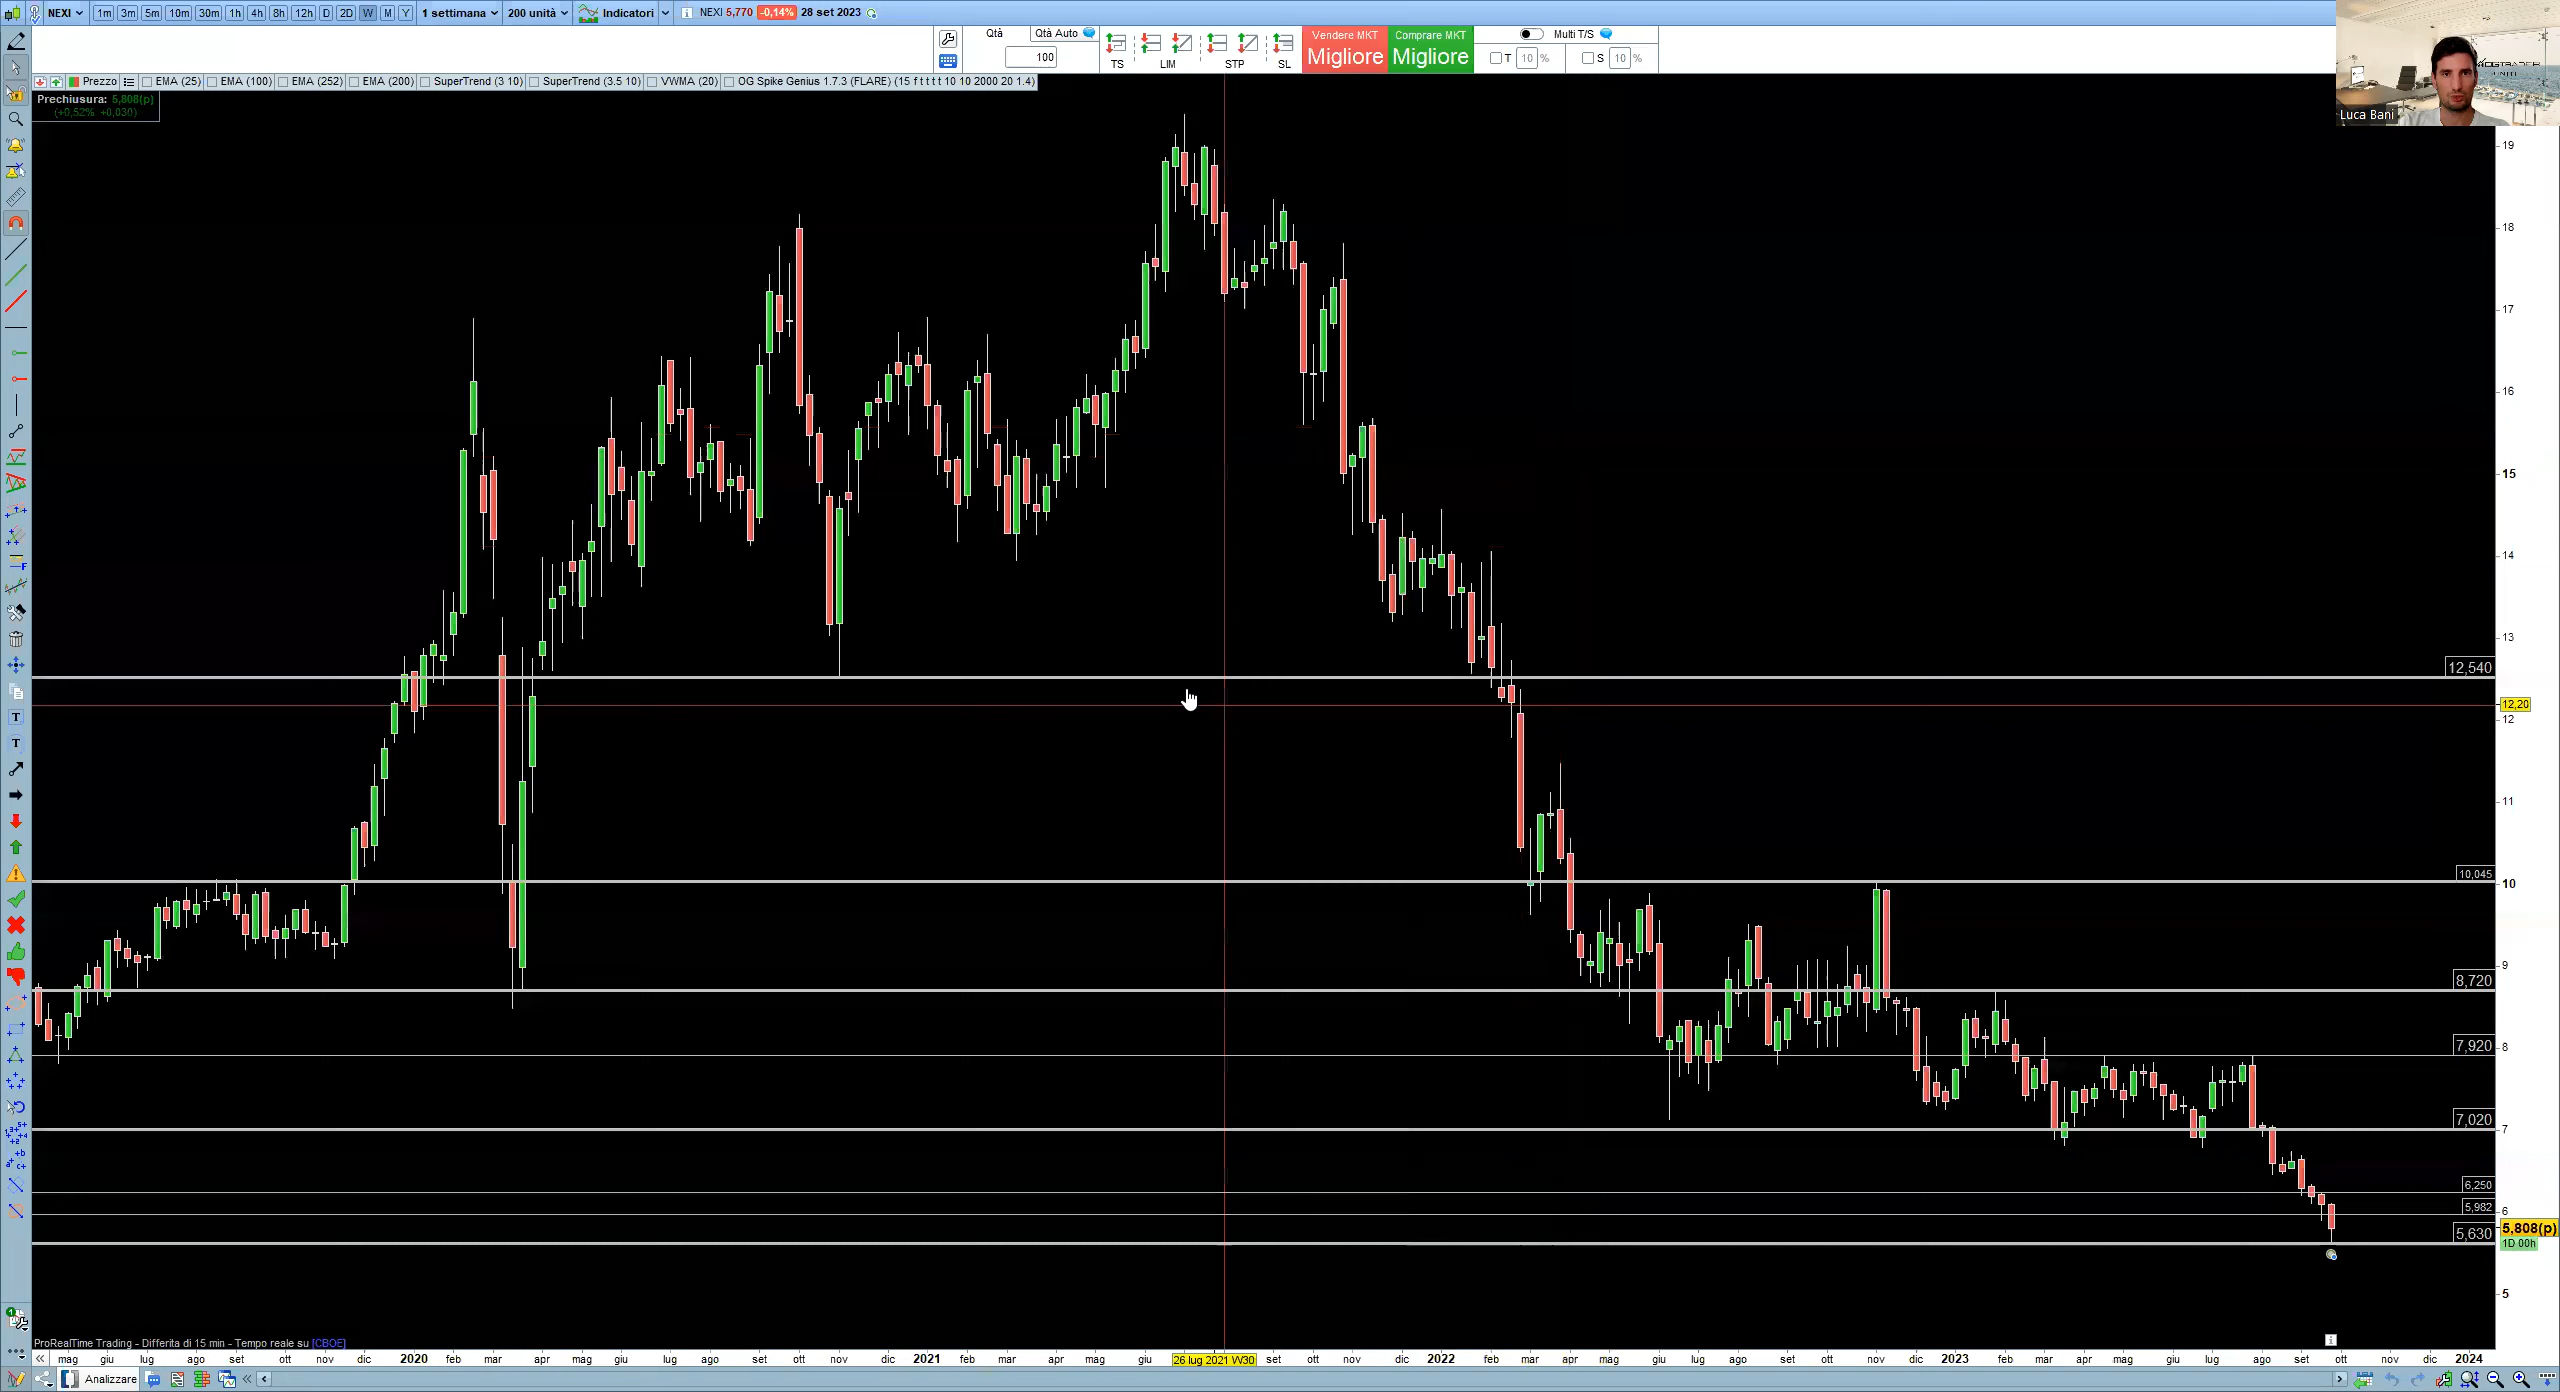 NEXI 1m 3m 5m 10m 30m 1h 4h 8h 12h D 2D W M Y 1 settimana 200 unità Indicatori NEXI 5,770 -0,14% 28 set 2023
Qtà Qtà Auto
100
TS LIM STP SL
Vendere MKT Comprare MKT
Migliore Migliore
Multi T/S
T 10 % S 10 %
Prezzo EMA (25) EMA (100) EMA (252) EMA (200) SuperTrend (3 10) SuperTrend (3.5 10) VWMA (20) OG Spike Genius 1.7.3 (FLARE) (15 f t t t t 10 10 2000 20 1.4)
Prechiusura: 5,808(p)
(+0,52% +0,030)
Luca Bani
19
18
17
16
15
14
13
12,540
12,20
12
11
10,045
10
9
8,720
7,920
8
7,020
7
6,250
5,982
6
5,808(p)
5,630
1D 00h
5
ProRealTime Trading - Differita di 15 min - Tempo reale su [CBOE]
mag giu lug ago set ott nov dic 2020 feb mar apr mag giu lug ago set ott nov dic 2021 feb mar apr mag giu 26 lug 2021 W30 set ott nov dic 2022 feb mar apr mag giu lug ago set ott nov dic 2023 feb mar apr mag giu lug ago set ott nov dic 2024
Analizzare